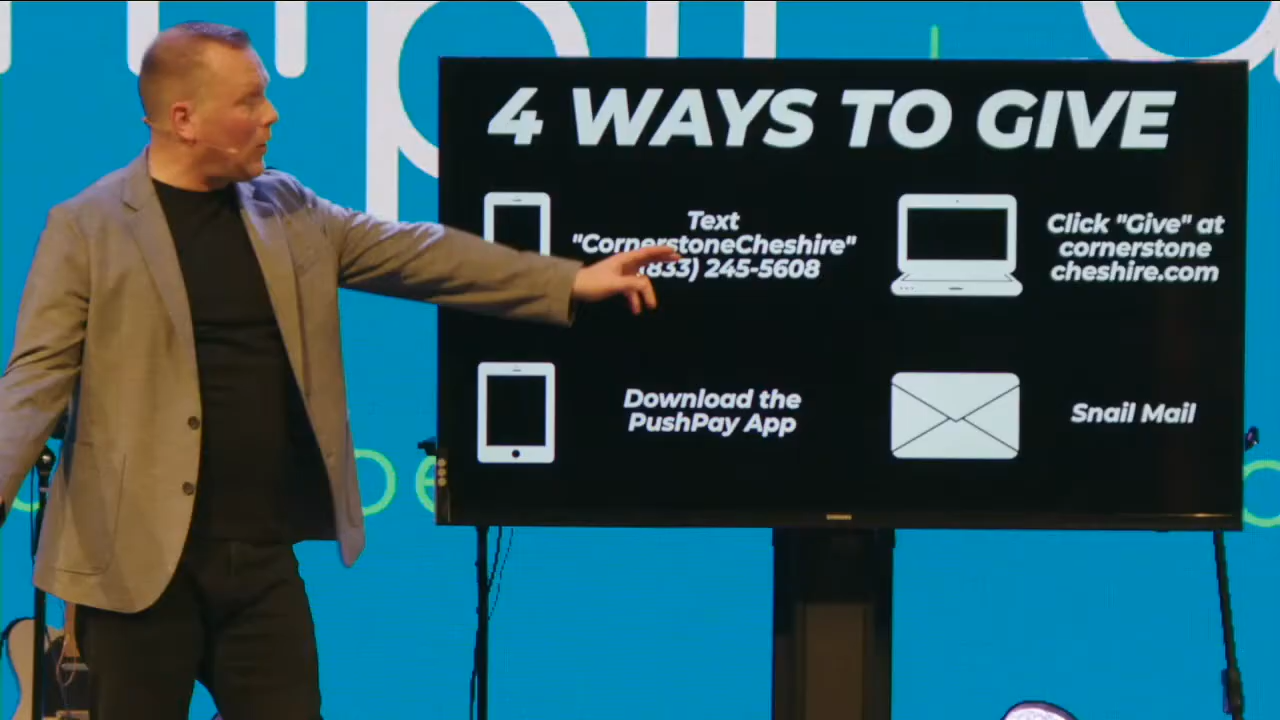 4 WAYS TO GIVE
Text
"CornerstoneCheshire"
(833) 245-5608
Click "Give" at
cornerstone
cheshire.com
Download the
PushPay App
Snail Mail